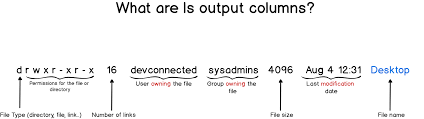 What are ls output columns?
d r w x r - x r - x 16 devconnected sysadmins 4096 Aug 4 12:31 Desktop
Permissions for the file or
directory
User owning the file
Group owning the
file
Last modification
date
File Type (directory, file, link..)
Number of links
File size
File name